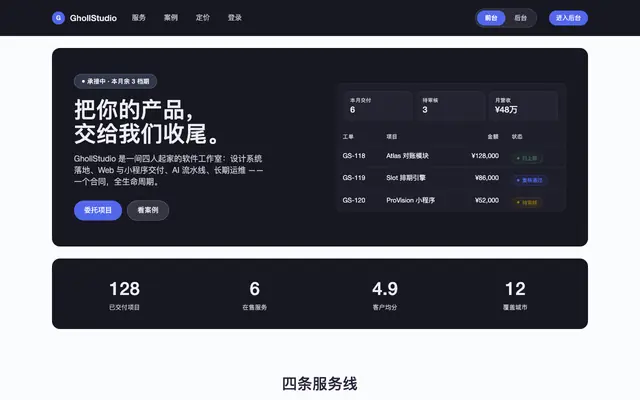 G GhollStudio 服务 案例 定价 登录 前台 后台 进入后台
承接中 · 本月余 3 档期
把你的产品，
交给我们收尾。
GhollStudio 是一间四人起家的软件工作室：设计系统
落地、Web 与小程序交付、AI 流水线、长期运维 ——
一个合同，全生命周期。
委托项目 看案例
本月交付 待审核 月营收
6 3 ¥48万
工单 项目 金额 状态
GS-118 Atlas 对账模块 ¥128,000 已上线
GS-119 Slot 排期引擎 ¥86,000
GS-120 ProVision 小程序 ¥52,000
128 6 4.9 12
已交付项目 在售服务 客户均分 覆盖城市
四条服务线